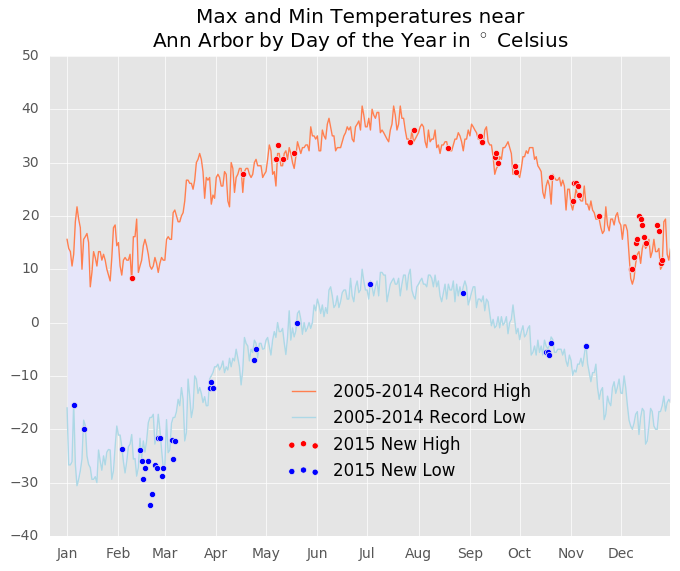 Max and Min Temperatures near
Ann Arbor by Day of the Year in ° Celsius
50
40
30
20
10
0
−10
−20
−30
−40
2005-2014 Record High
2005-2014 Record Low
2015 New High
2015 New Low
Jan Feb Mar Apr May Jun Jul Aug Sep Oct Nov Dec